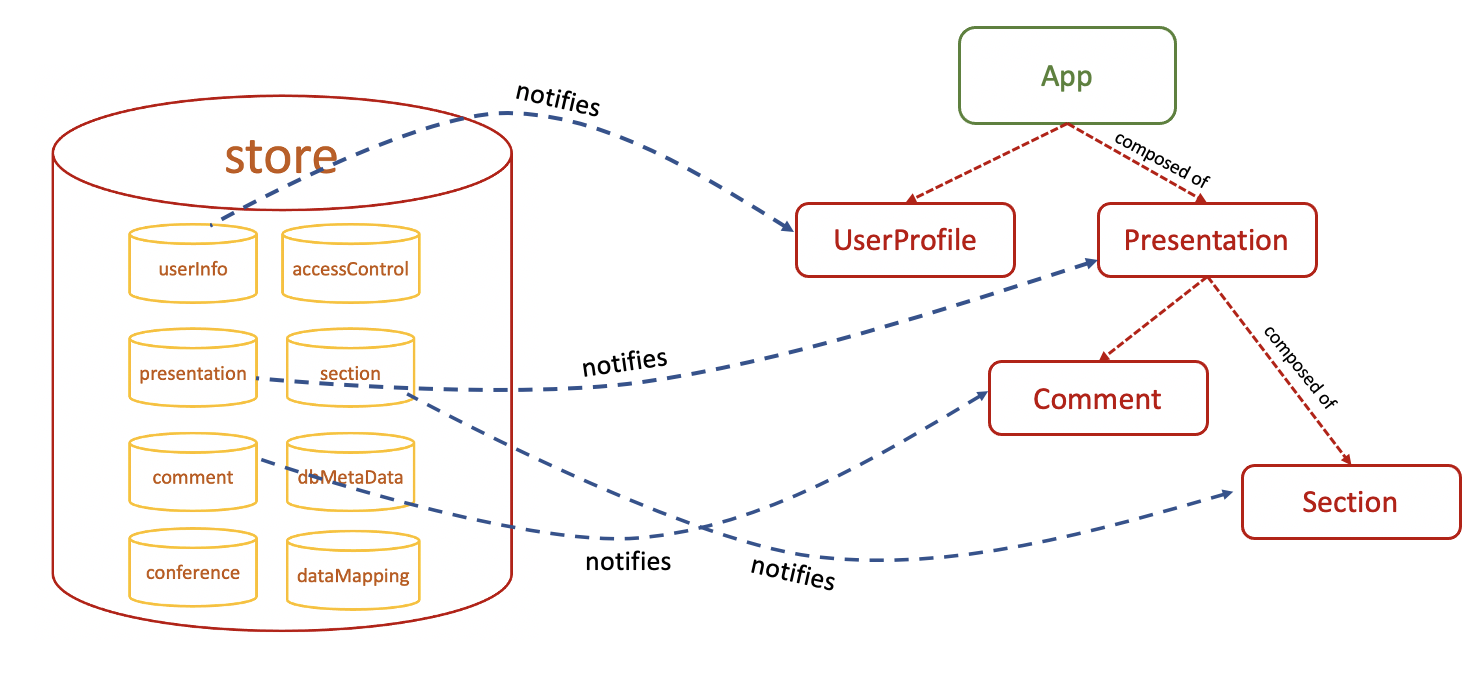 notifies
App
store
composed of
userInfo
accessControl
UserProfile
Presentation
presentation
section
notifies
composed of
Comment
comment
dbMetaData
Section
conference
dataMapping
notifies
notifies